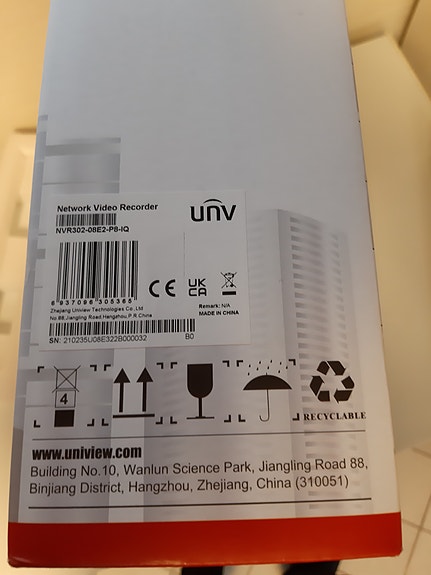 Network Video Recorder
UNV
NVR302-08E2-P8-IQ
6 937096 305365
CE
UK
CA
Zhejiang Uniview Technologies Co.,Ltd
No.88,Jiangling Road,Hangzhou,P.R.China
Remark: N/A
MADE IN CHINA
SN: 210235U08E322B000032
B0
4
RECYCLABLE
www.uniview.com
Building No.10, Wanlun Science Park, Jiangling Road 88,
Binjiang District, Hangzhou, Zhejiang, China (310051)